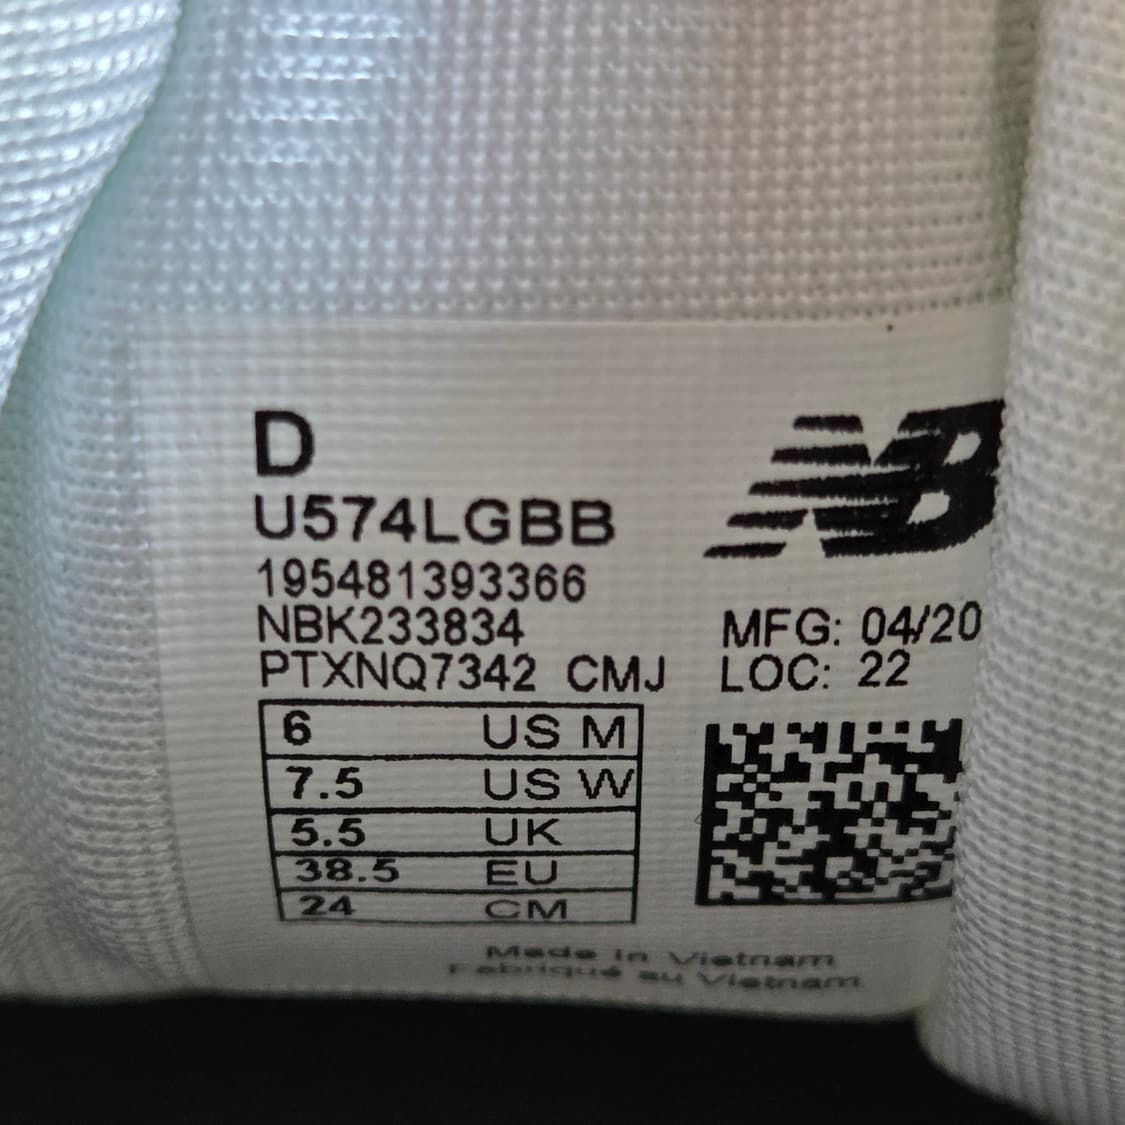 D
U574LGBB
195481393366
NBK233834
PTXNQ7342 CMJ
NB
MFG: 04/20
LOC: 22
6 US M
7.5 US W
5.5 UK
38.5 EU
24 CM
Made in Vietnam
Fabriqué au Vietnam